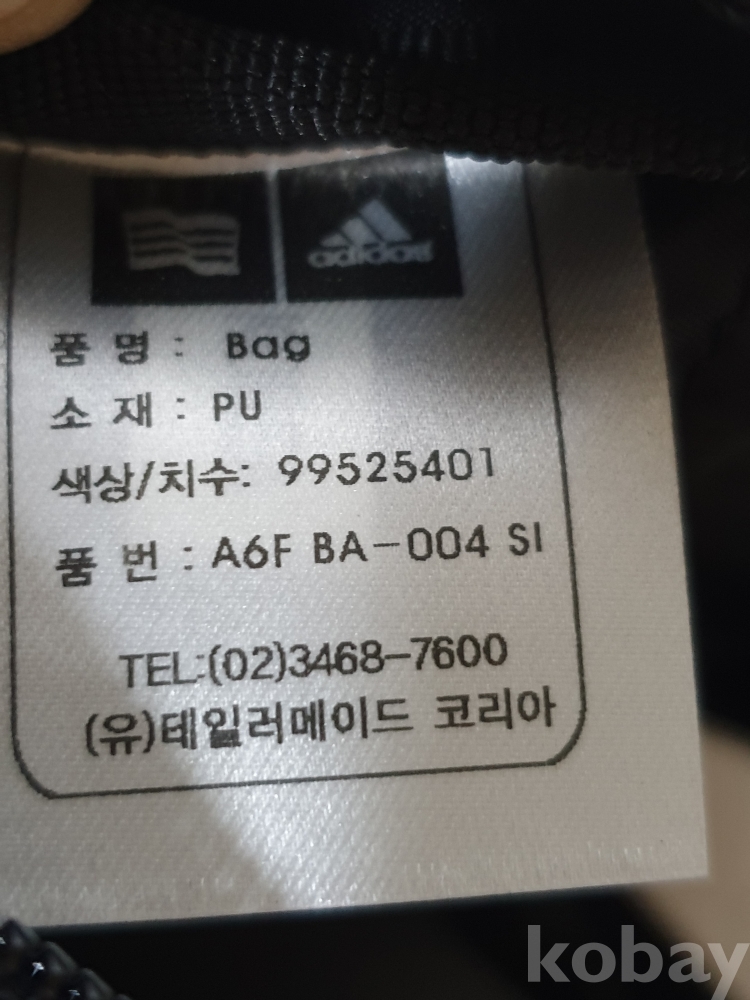 adidas
품 명 : Bag
소 재 : PU
색상/치수: 99525401
품 번 : A6F BA-004 SI
TEL:(02)3468-7600
(유)테일러메이드 코리아
kobay